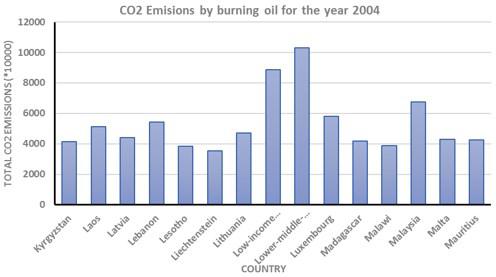 CO2 Emisions by burning oil for the year 2004
TOTAL CO2 EMISSIONS (*10000)
12000
10000
8000
6000
4000
2000
0
Kyrgyzstan
Laos
Latvia
Lebanon
Lesotho
Liechtenstein
Lithuania
Low-income...
Lower-middle-...
Luxembourg
Madagascar
Malawi
Malaysia
Malta
Mauritius
COUNTRY